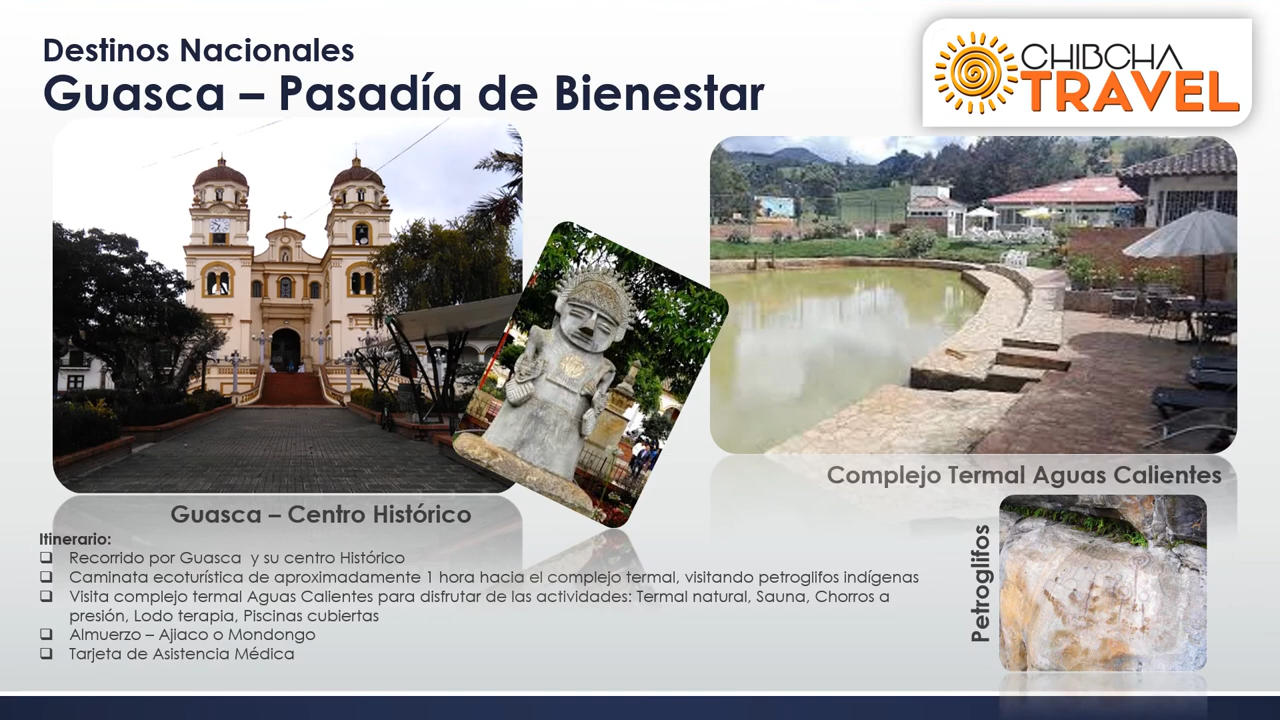 Destinos Nacionales
Guasca – Pasadía de Bienestar
CHIBCHA
TRAVEL
Guasca – Centro Histórico
Complejo Termal Aguas Calientes
Petroglifos
Itinerario:
❑ Recorrido por Guasca y su centro Histórico
❑ Caminata ecoturística de aproximadamente 1 hora hacia el complejo termal, visitando petroglifos indígenas
❑ Visita complejo termal Aguas Calientes para disfrutar de las actividades: Termal natural, Sauna, Chorros a
presión, Lodo terapia, Piscinas cubiertas
❑ Almuerzo – Ajiaco o Mondongo
❑ Tarjeta de Asistencia Médica